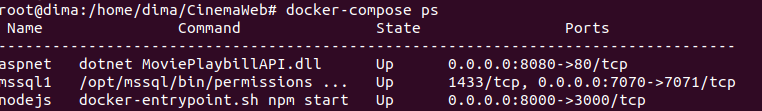 root@dima:/home/dima/CinemaWeb# docker-compose ps
Name Command State Ports
--------------------------------------------------------------------------------
aspnet dotnet MoviePlaybillAPI.dll Up 0.0.0.0:8080->80/tcp
mssql1 /opt/mssql/bin/permissions ... Up 1433/tcp, 0.0.0.0:7070->7071/tcp
nodejs docker-entrypoint.sh npm start Up 0.0.0.0:8000->3000/tcp